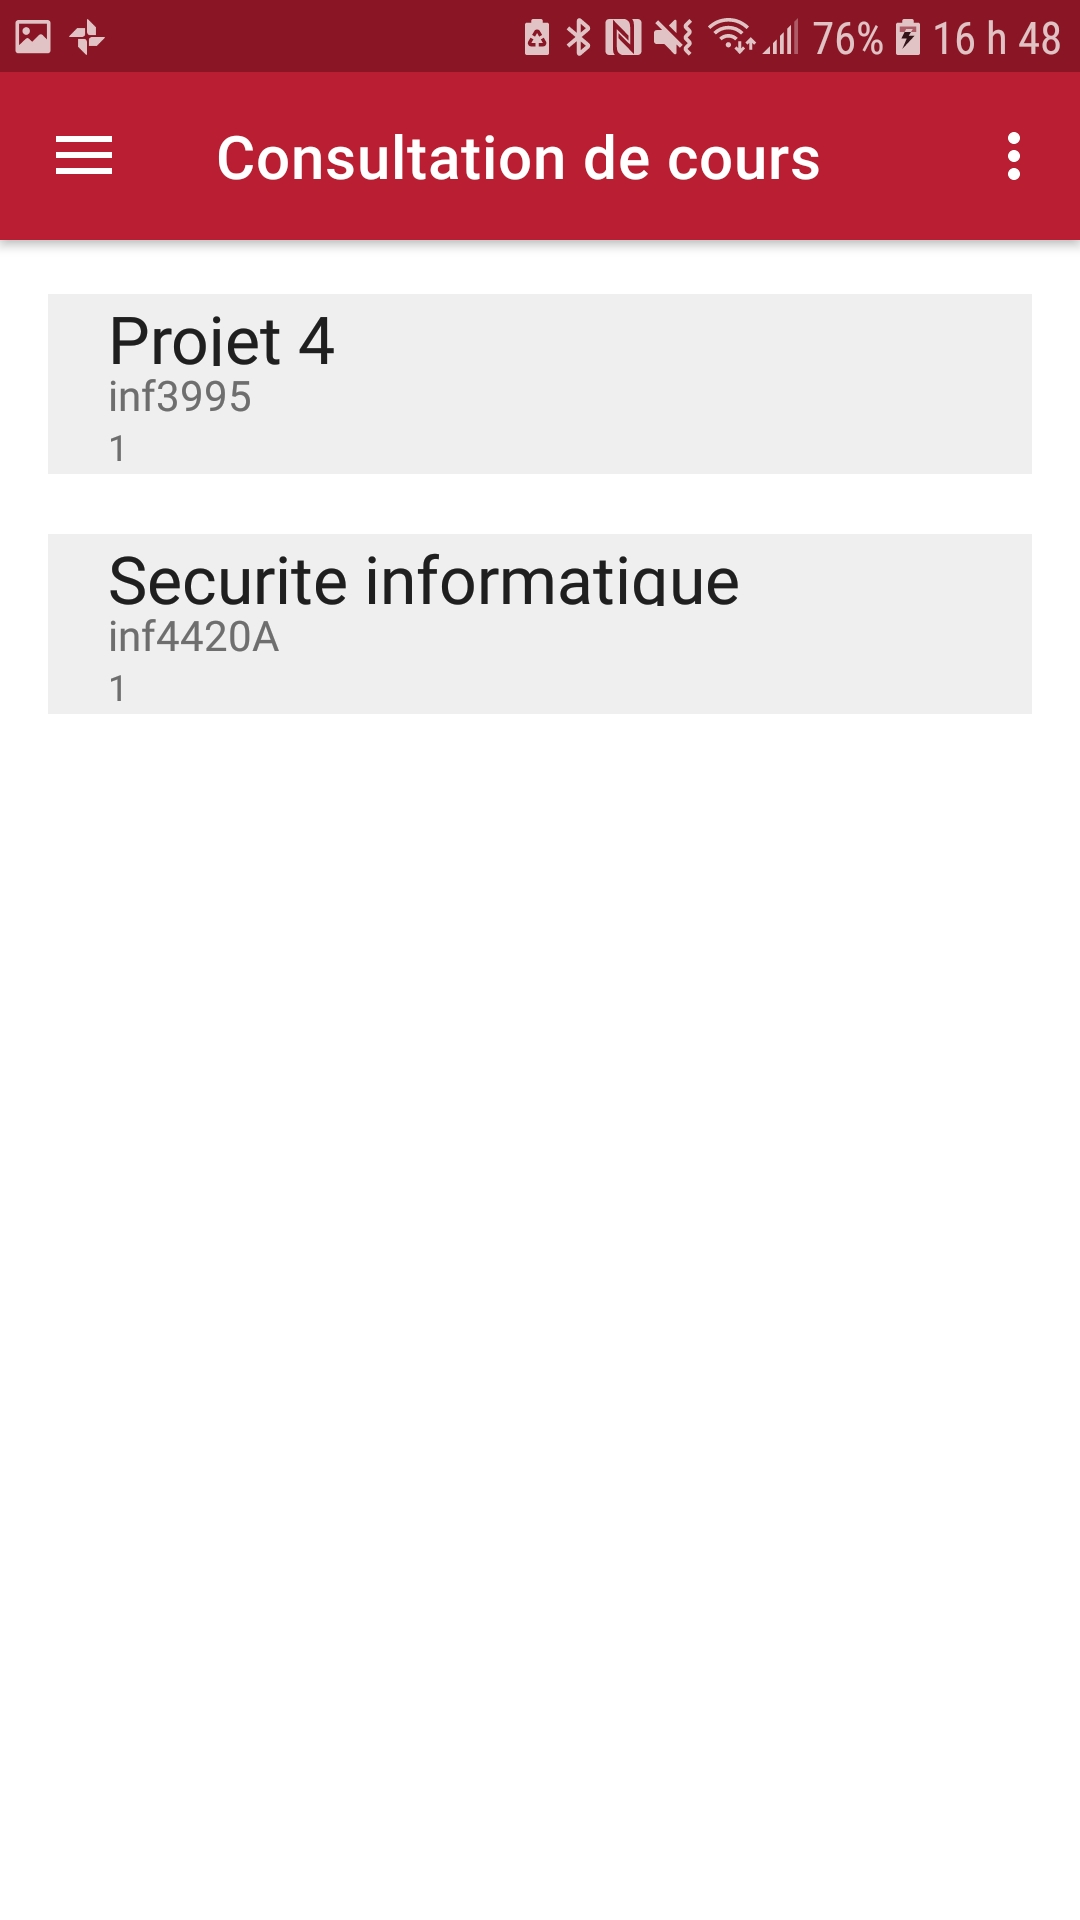 76% 16 h 48
Consultation de cours
Projet 4
inf3995
1
Securite informatique
inf4420A
1